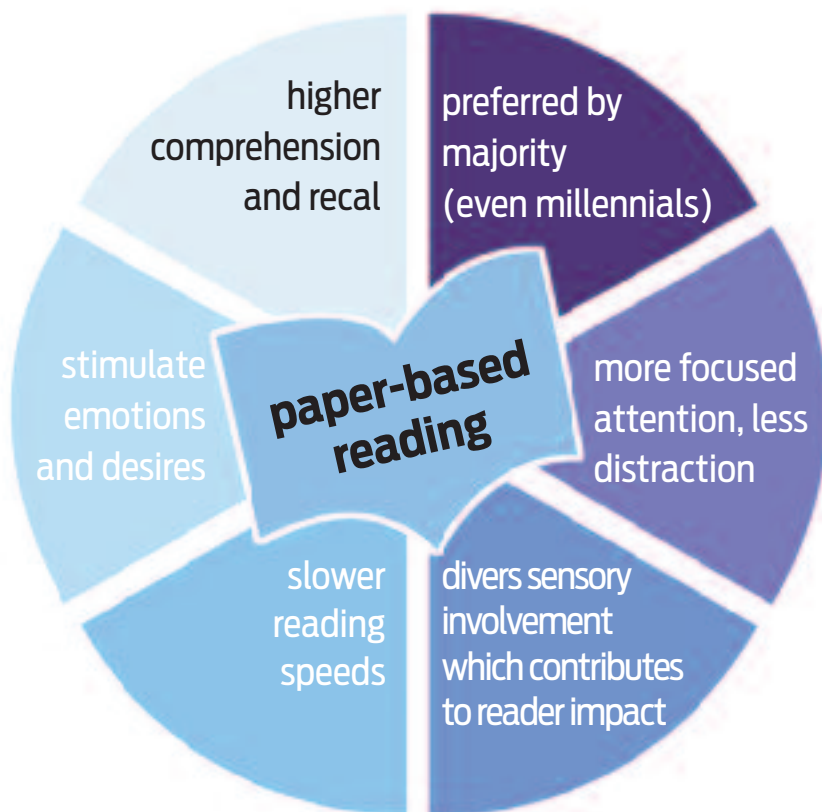 higher
comprehension
and recal
preferred by
majority
(even millennials)
stimulate
emotions
and desires
paper-based
reading
more focused
attention, less
distraction
slower
reading
speeds
divers sensory
involvement
which contributes
to reader impact